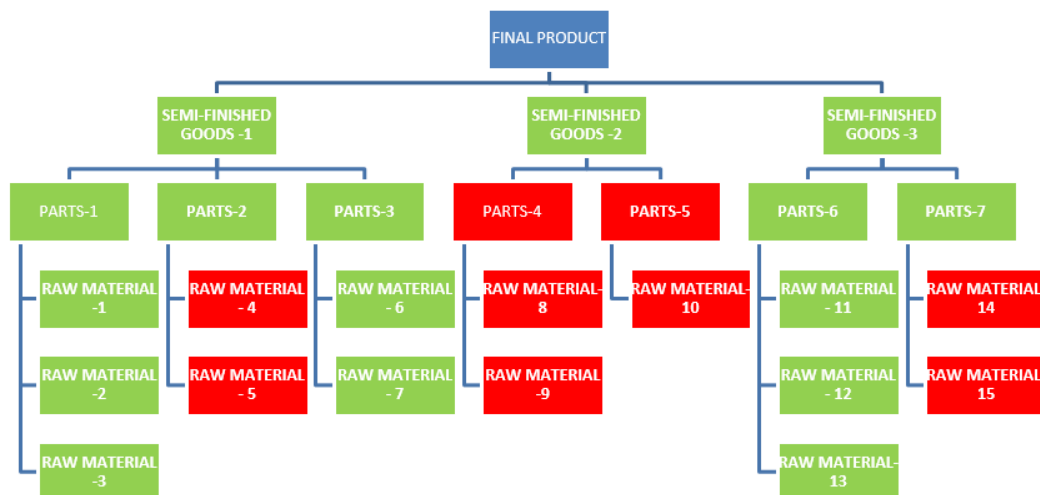 FINAL PRODUCT
SEMI-FINISHED
GOODS -1
SEMI-FINISHED
GOODS -2
SEMI-FINISHED
GOODS -3
PARTS-1
PARTS-2
PARTS-3
PARTS-4
PARTS-5
PARTS-6
PARTS-7
RAW MATERIAL
-1
RAW MATERIAL
- 4
RAW MATERIAL
- 6
RAW MATERIAL-
8
RAW MATERIAL-
10
RAW MATERIAL
- 11
RAW MATERIAL
14
RAW MATERIAL
-2
RAW MATERIAL
- 5
RAW MATERIAL
- 7
RAW MATERIAL
-9
RAW MATERIAL
- 12
RAW MATERIAL
15
RAW MATERIAL
-3
RAW MATERIAL-
13